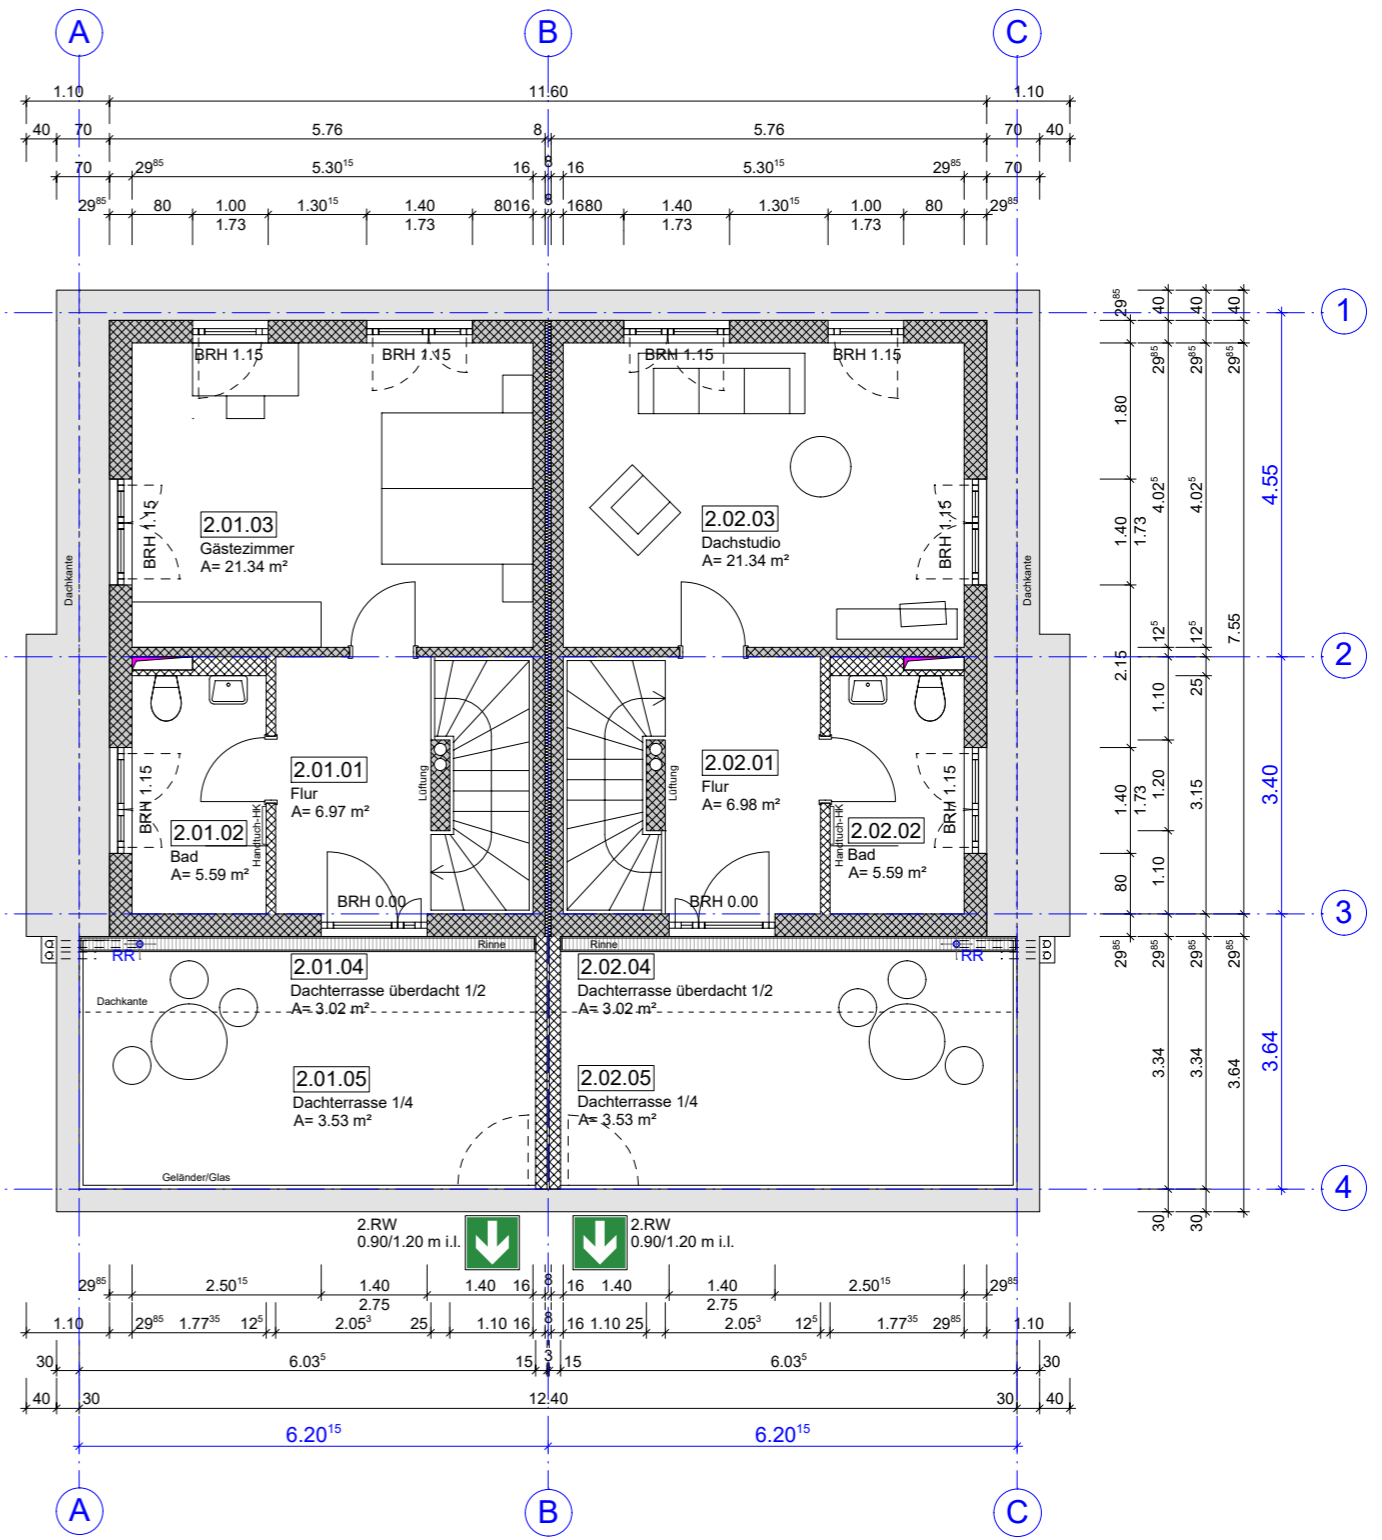 A B C
1.10 11.60 1.10
40 70 5.76 8 5.76 70 40
70 29⁸⁵ 5.30¹⁵ 16 8 16 5.30¹⁵ 29⁸⁵ 70
29⁸⁵ 80 1.00 1.30¹⁵ 1.40 80 16 8 16 80 1.40 1.30¹⁵ 1.00 80 29⁸⁵
1.73 1.73 1.73 1.73
1
2
3
4
BRH 1.15
BRH 1.15
BRH 1.15
BRH 1.15
BRH 1.15
BRH 1.15
2.01.03
Gästezimmer
A= 21.34 m²
2.02.03
Dachstudio
A= 21.34 m²
Dachkante
Dachkante
2.01.01
Flur
A= 6.97 m²
2.02.01
Flur
A= 6.98 m²
Lüftung
Lüftung
2.01.02
Bad
A= 5.59 m²
2.02.02
Bad
A= 5.59 m²
Handtuch-HK
Handtuch-HK
BRH 1.15
BRH 1.15
BRH 0.00
BRH 0.00
Rinne
Rinne
RR
RR
2.01.04
Dachterrasse überdacht 1/2
A= 3.02 m²
2.02.04
Dachterrasse überdacht 1/2
A= 3.02 m²
Dachkante
2.01.05
Dachterrasse 1/4
A= 3.53 m²
2.02.05
Dachterrasse 1/4
A= 3.53 m²
Geländer/Glas
2.RW
0.90/1.20 m i.l.
2.RW
0.90/1.20 m i.l.
29⁸⁵ 1.80 1.40 1.73 2.15 1.40 1.73 80 29⁸⁵
40 29⁸⁵ 4.02⁵ 12⁵ 1.10 1.20 1.10 29⁸⁵ 3.34 30
40 29⁸⁵ 4.02⁵ 12⁵ 25 3.15 29⁸⁵ 3.34 30
40 29⁸⁵ 7.55 29⁸⁵ 3.64
4.55 3.40 3.64
29⁸⁵ 2.50¹⁵ 1.40 1.40 16 8 16 1.40 1.40 2.50¹⁵ 29⁸⁵
2.75 2.75
1.10 29⁸⁵ 1.77³⁵ 12⁵ 2.05³ 25 1.10 16 8 16 1.10 25 2.05³ 12⁵ 1.77³⁵ 29⁸⁵ 1.10
30 6.03⁵ 15 3 15 6.03⁵ 30
40 30 12.40 30 40
6.20¹⁵ 6.20¹⁵
A B C